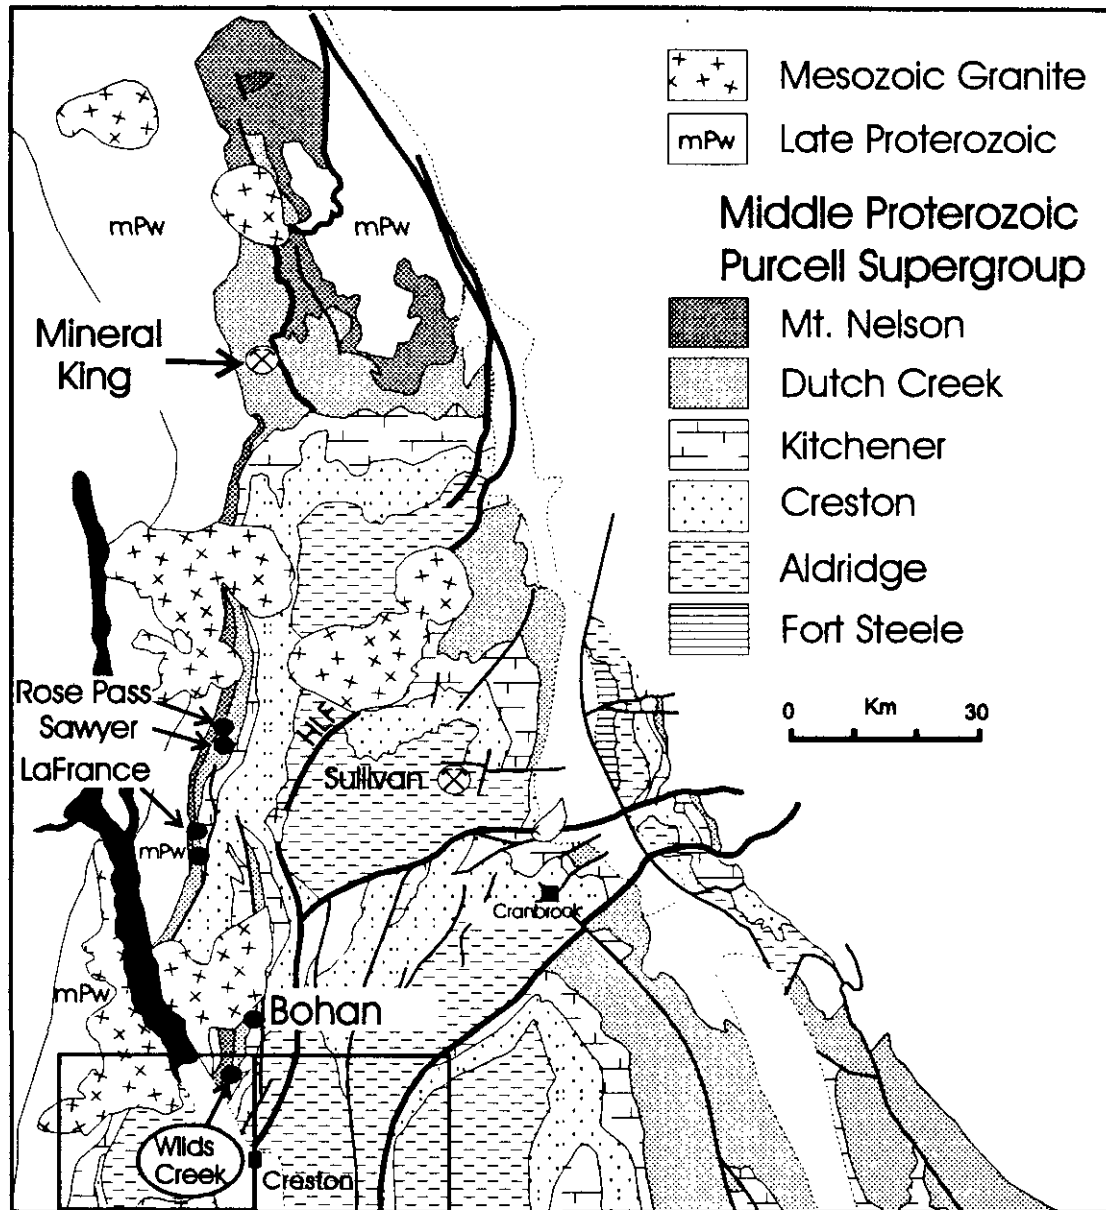 Mesozoic Granite
mPw
Late Proterozoic
Middle Proterozoic
Purcell Supergroup
Mt. Nelson
Dutch Creek
Kitchener
Creston
Aldridge
Fort Steele
0 Km 30
mPw
mPw
Mineral
King
Rose Pass
Sawyer
LaFrance
HLF
Sullivan
mPw
Cranbrook
mPw
Bohan
Wilds
Creek
Creston